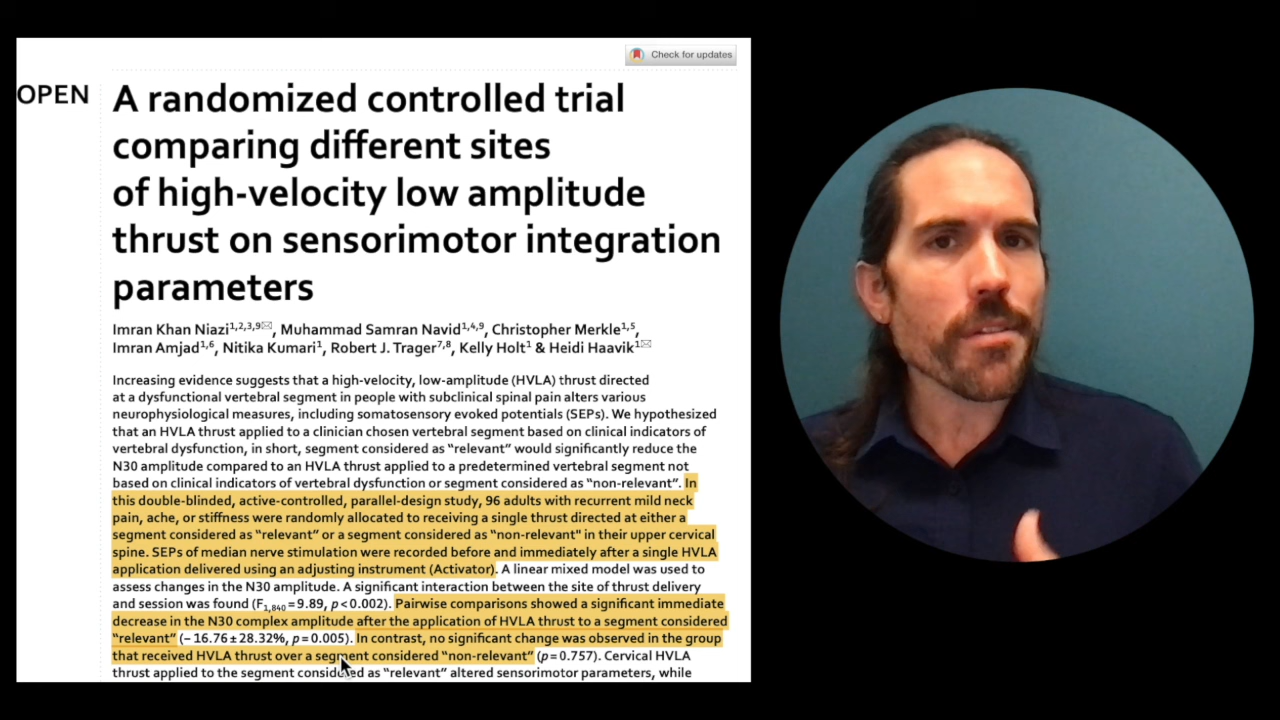 Check for updates
OPEN
A randomized controlled trial
comparing different sites
of high-velocity low amplitude
thrust on sensorimotor integration
parameters
Imran Khan Niazi1,2,3,9✉, Muhammad Samran Navid1,4,9, Christopher Merkle1,5,
Imran Amjad1,6, Nitika Kumari1, Robert J. Trager7,8, Kelly Holt1 & Heidi Haavik1✉
Increasing evidence suggests that a high-velocity, low-amplitude (HVLA) thrust directed
at a dysfunctional vertebral segment in people with subclinical spinal pain alters various
neurophysiological measures, including somatosensory evoked potentials (SEPs). We hypothesized
that an HVLA thrust applied to a clinician chosen vertebral segment based on clinical indicators of
vertebral dysfunction, in short, segment considered as “relevant” would significantly reduce the
N30 amplitude compared to an HVLA thrust applied to a predetermined vertebral segment not
based on clinical indicators of vertebral dysfunction or segment considered as “non-relevant”. In
this double-blinded, active-controlled, parallel-design study, 96 adults with recurrent mild neck
pain, ache, or stiffness were randomly allocated to receiving a single thrust directed at either a
segment considered as “relevant” or a segment considered as “non-relevant” in their upper cervical
spine. SEPs of median nerve stimulation were recorded before and immediately after a single HVLA
application delivered using an adjusting instrument (Activator). A linear mixed model was used to
assess changes in the N30 amplitude. A significant interaction between the site of thrust delivery
and session was found (F1,840 = 9.89, p < 0.002). Pairwise comparisons showed a significant immediate
decrease in the N30 complex amplitude after the application of HVLA thrust to a segment considered
“relevant” (− 16.76 ± 28.32%, p = 0.005). In contrast, no significant change was observed in the group
that received HVLA thrust over a segment considered “non-relevant” (p = 0.757). Cervical HVLA
thrust applied to the segment considered as “relevant” altered sensorimotor parameters, while